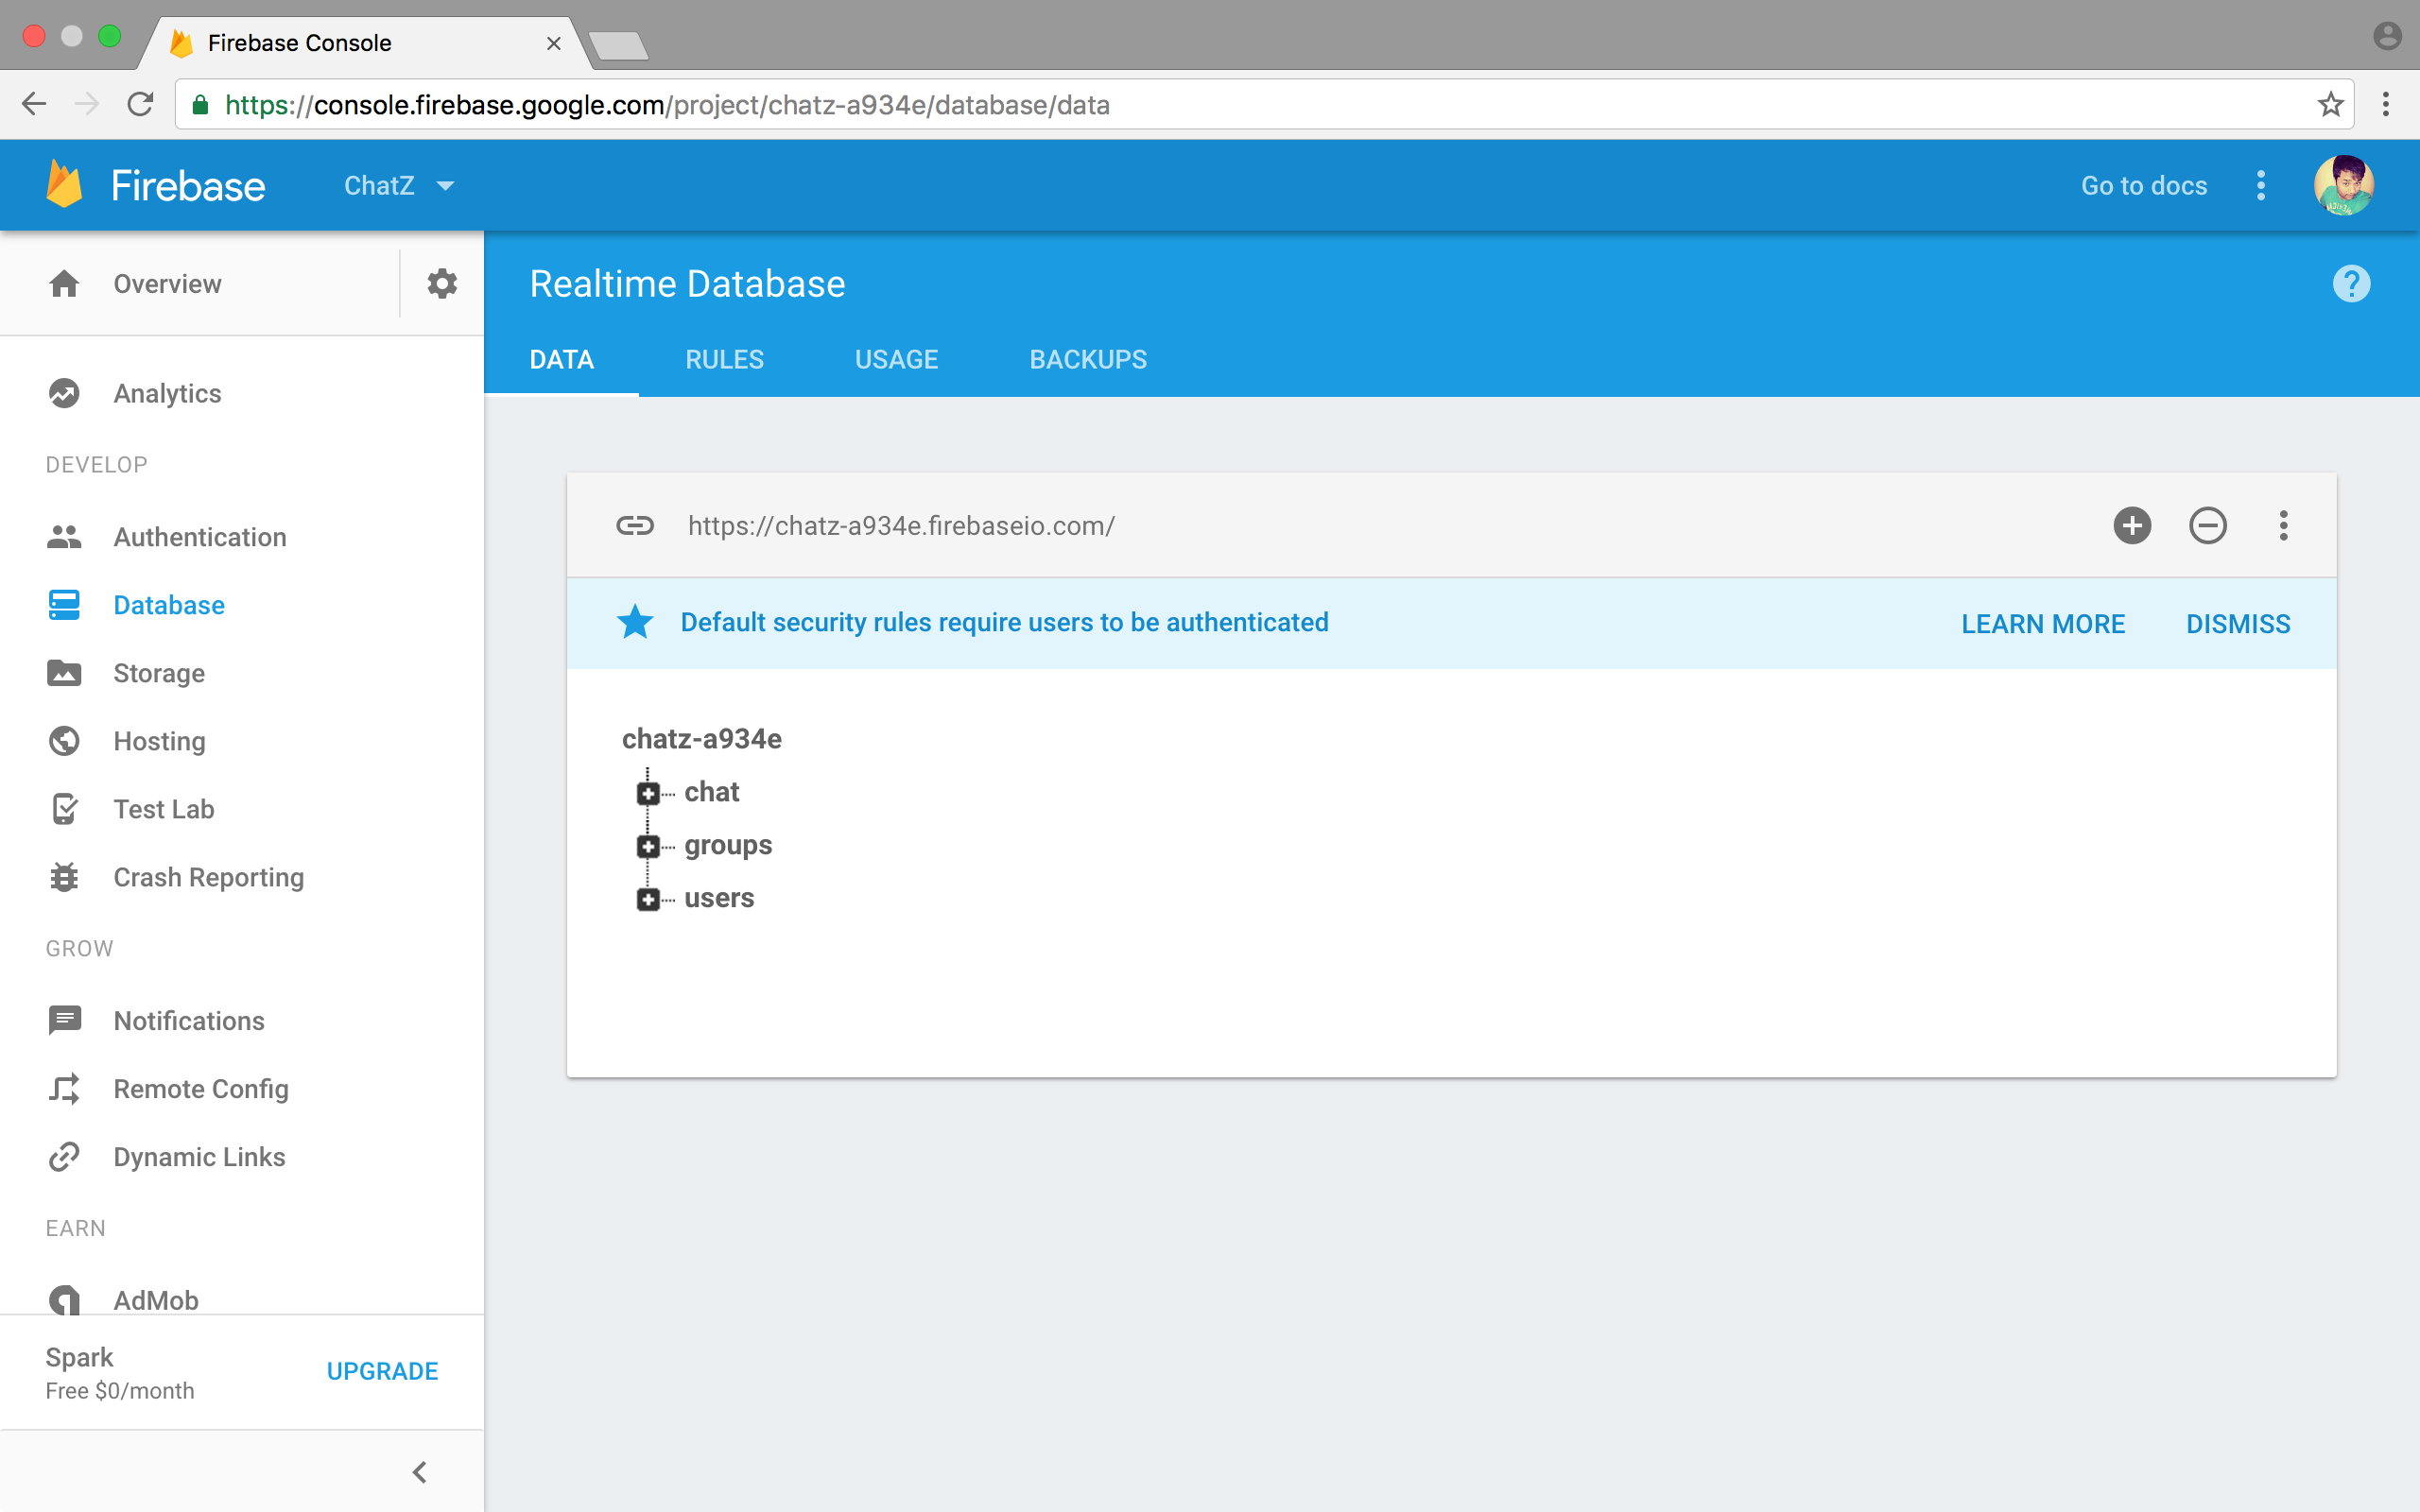 Firebase Console
https://console.firebase.google.com/project/chatz-a934e/database/data
Firebase
ChatZ
Go to docs
Overview
Analytics
DEVELOP
Authentication
Database
Storage
Hosting
Test Lab
Crash Reporting
GROW
Notifications
Remote Config
Dynamic Links
EARN
AdMob
Spark
Free $0/month
UPGRADE
Realtime Database
DATA
RULES
USAGE
BACKUPS
https://chatz-a934e.firebaseio.com/
Default security rules require users to be authenticated
LEARN MORE
DISMISS
chatz-a934e
chat
groups
users